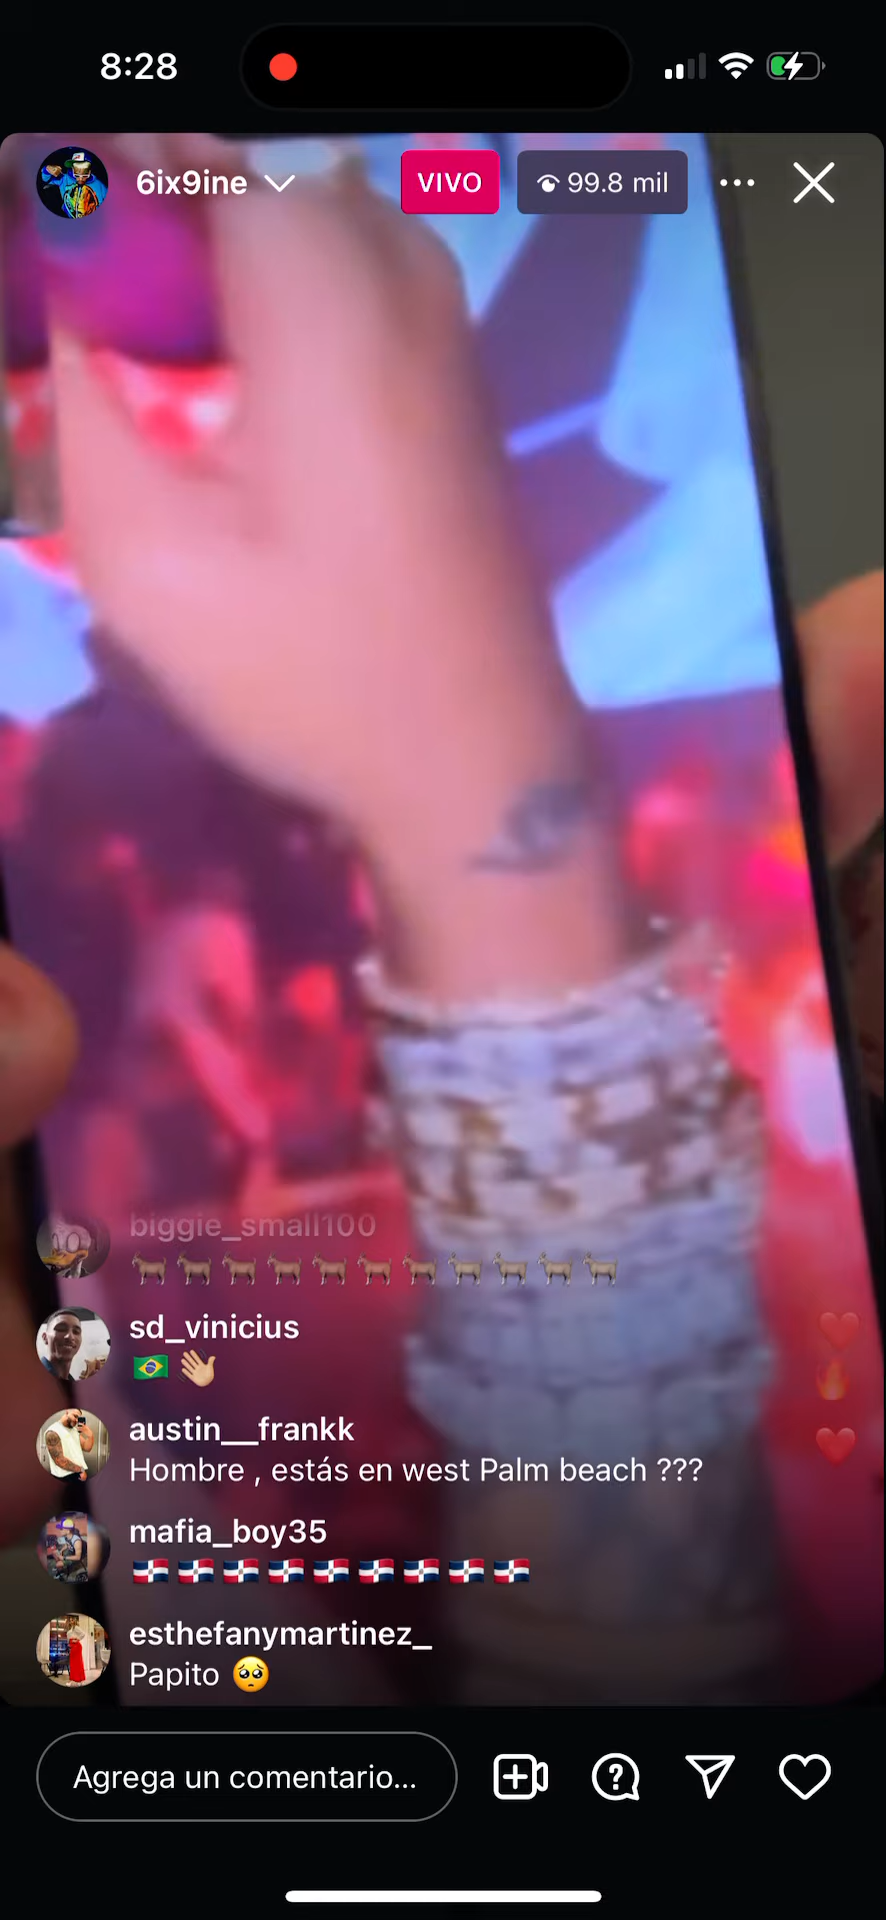 8:28
6ix9ine
VIVO
99.8 mil
biggie_small100
🐐🐐🐐🐐🐐🐐🐐🐐🐐🐐🐐
sd_vinicius
🇧🇷👋🏼
austin__frankk
Hombre , estás en west Palm beach ???
mafia_boy35
🇩🇴🇩🇴🇩🇴🇩🇴🇩🇴🇩🇴🇩🇴🇩🇴🇩🇴
esthefanymartinez_
Papito 🥺
Agrega un comentario...